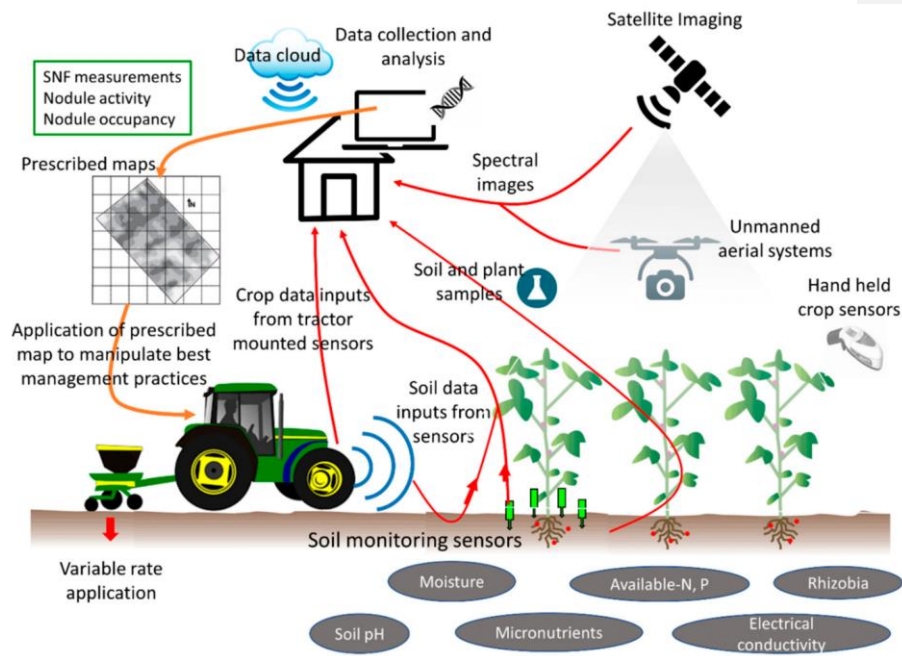 Satellite Imaging
Data collection and
analysis
Data cloud
SNF measurements
Nodule activity
Nodule occupancy
Prescribed maps
N
Spectral
images
Unmanned
aerial systems
Soil and plant
samples
Hand held
crop sensors
Crop data inputs
from tractor
mounted sensors
Application of prescribed
map to manipulate best
management practices
Soil data
inputs from
sensors
Soil monitoring sensors
Variable rate
application
Moisture
Available-N, P
Rhizobia
Soil pH
Micronutrients
Electrical
conductivity